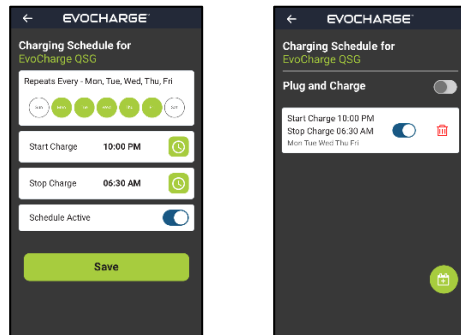 EVOCHARGE
Charging Schedule for
EvoCharge QSG
Repeats Every - Mon, Tue, Wed, Thu, Fri
Start Charge 10:00 PM
Stop Charge 06:30 AM
Schedule Active
Save
EVOCHARGE
Charging Schedule for
EvoCharge QSG
Plug and Charge
Start Charge 10:00 PM
Stop Charge 06:30 AM
Mon Tue Wed Thu Fri